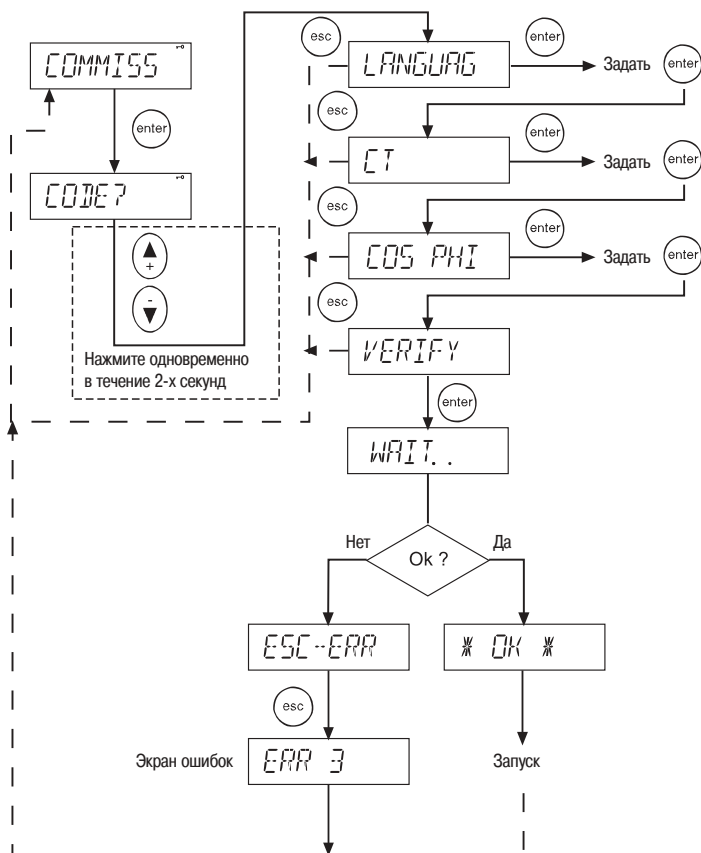 COMMISS
enter
CODE?
+
-
Нажмите одновременно
в течение 2-х секунд
esc
LANGUAG
enter
Задать
enter
esc
CT
enter
Задать
enter
esc
COS PHI
enter
Задать
enter
esc
VERIFY
enter
WAIT..
Нет
Ok ?
Да
ESC-ERR
* OK *
esc
Экран ошибок
ERR 3
Запуск